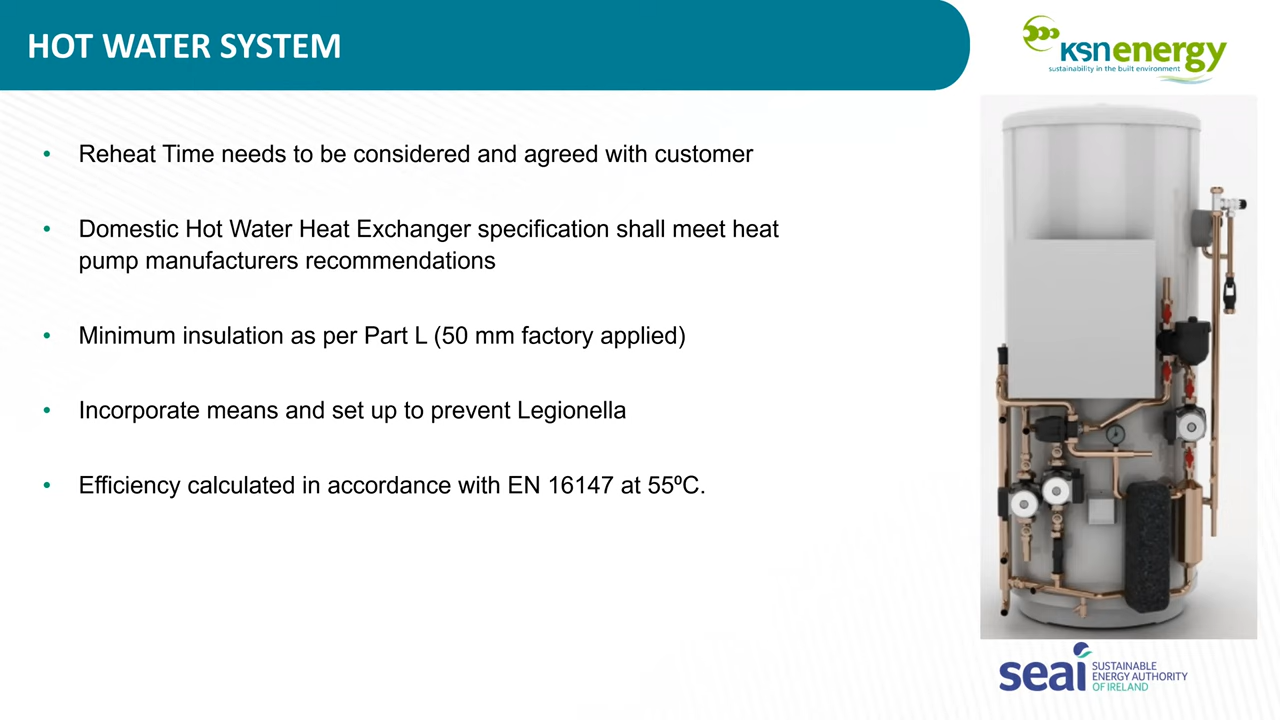 HOT WATER SYSTEM
KSNenergy
sustainability in the built environment
• Reheat Time needs to be considered and agreed with customer
• Domestic Hot Water Heat Exchanger specification shall meet heat
pump manufacturers recommendations
• Minimum insulation as per Part L (50 mm factory applied)
• Incorporate means and set up to prevent Legionella
• Efficiency calculated in accordance with EN 16147 at 55⁰C.
seai
SUSTAINABLE
ENERGY AUTHORITY
OF IRELAND